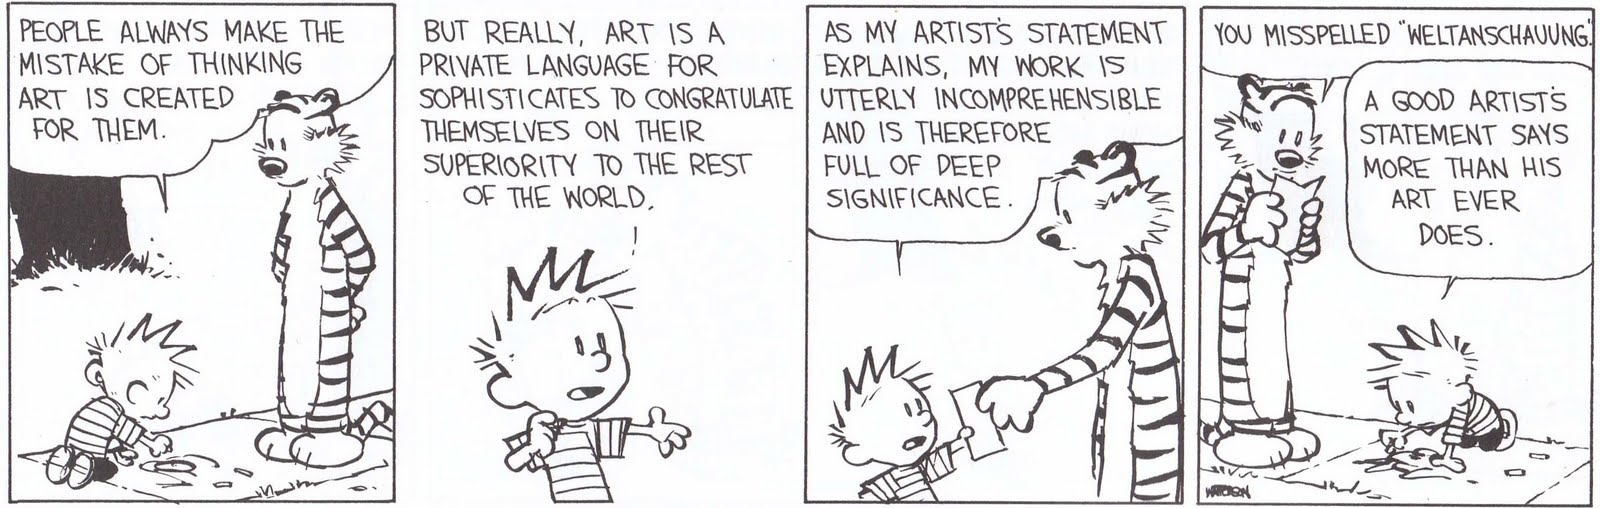 PEOPLE ALWAYS MAKE THE
MISTAKE OF THINKING
ART IS CREATED
FOR THEM.
BUT REALLY, ART IS A
PRIVATE LANGUAGE FOR
SOPHISTICATES TO CONGRATULATE
THEMSELVES ON THEIR
SUPERIORITY TO THE REST
OF THE WORLD.
AS MY ARTIST'S STATEMENT
EXPLAINS, MY WORK IS
UTTERLY INCOMPREHENSIBLE
AND IS THEREFORE
FULL OF DEEP
SIGNIFICANCE.
YOU MISSPELLED "WELTANSCHAUUNG."
A GOOD ARTIST'S
STATEMENT SAYS
MORE THAN HIS
ART EVER
DOES.
WATTERSON